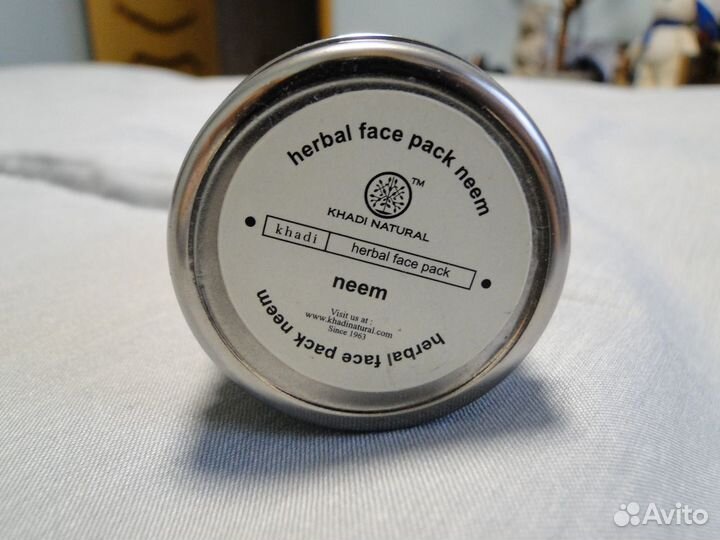 herbal face pack neem
TM
KHADI NATURAL
khadi herbal face pack
neem
Visit us at :
www.khadinatural.com
Since 1963
herbal face pack neem
Avito